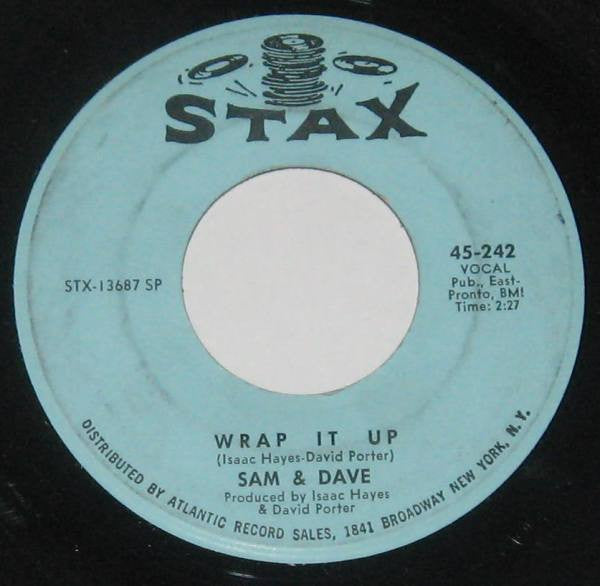 STAX
STX-13687 SP
45-242
VOCAL
Pub., East-
Pronto, BMI
Time: 2:27
WRAP IT UP
(Isaac Hayes-David Porter)
SAM & DAVE
Produced by Isaac Hayes
& David Porter
DISTRIBUTED BY ATLANTIC RECORD SALES, 1841 BROADWAY NEW YORK, N. Y.